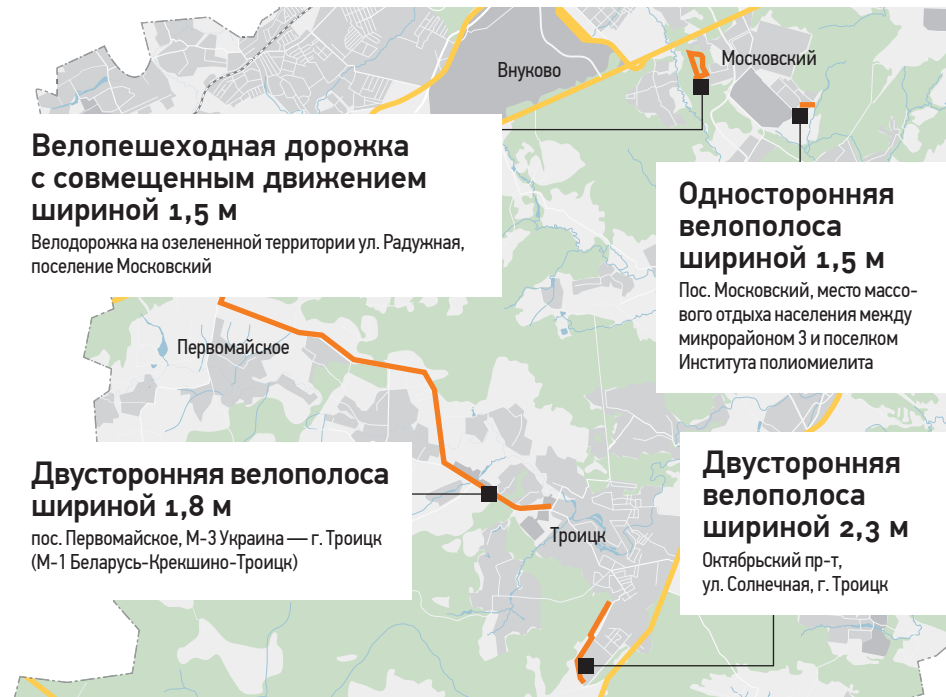 Внуково
Московский
Велопешеходная дорожка
с совмещенным движением
шириной 1,5 м
Велодорожка на озелененной территории ул. Радужная,
поселение Московский
Односторонняя
велополоса
шириной 1,5 м
Пос. Московский, место массо-
вого отдыха населения между
микрорайоном 3 и поселком
Института полиомиелита
Первомайское
Двусторонняя велополоса
шириной 1,8 м
пос. Первомайское, М-3 Украина — г. Троицк
(М-1 Беларусь-Крекшино-Троицк)
Троицк
Двусторонняя
велополоса
шириной 2,3 м
Октябрьский пр-т,
ул. Солнечная, г. Троицк